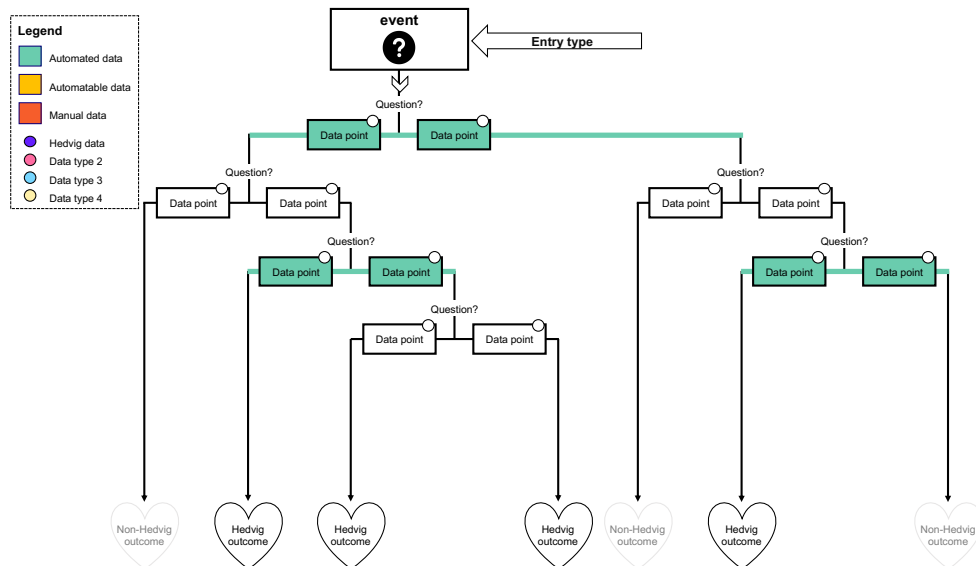 event
?
Entry type
Legend
Automated data
Automatable data
Manual data
Hedvig data
Data type 2
Data type 3
Data type 4
Question?
Data point
Data point
Question?
Question?
Data point
Data point
Data point
Data point
Question?
Question?
Data point
Data point
Data point
Data point
Question?
Data point
Data point
Non-Hedvig
outcome
Hedvig
outcome
Hedvig
outcome
Hedvig
outcome
Non-Hedvig
outcome
Hedvig
outcome
Non-Hedvig
outcome